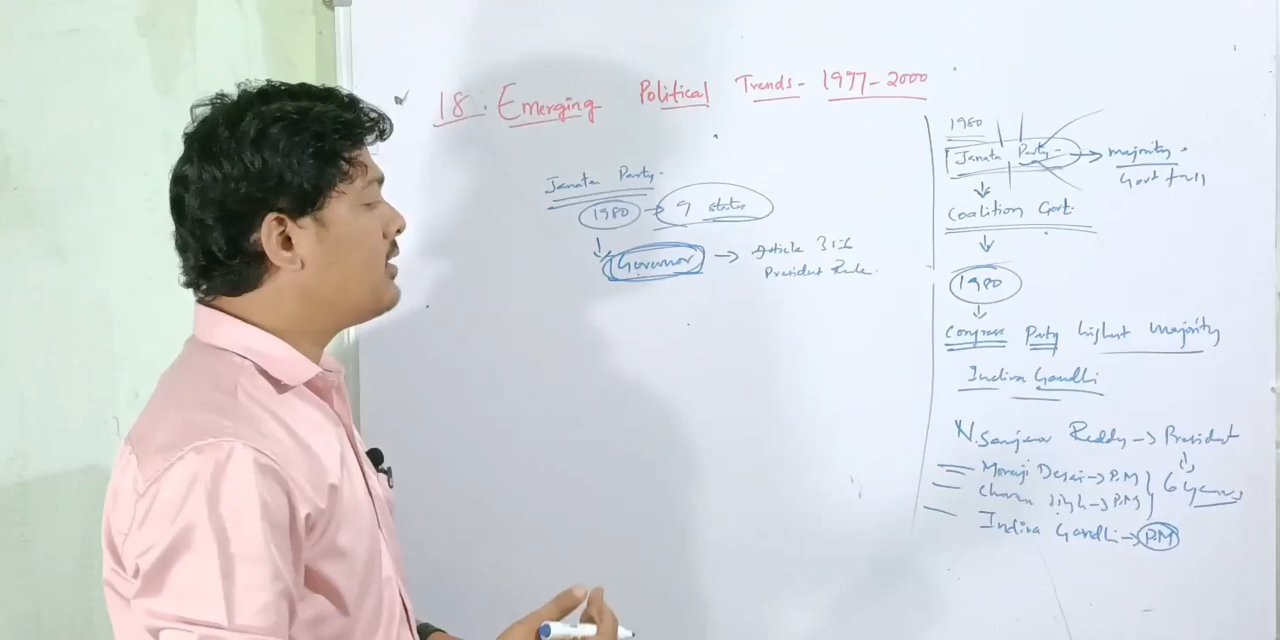 18. Emerging Political Trends - 1977-2000
Janata Party -
1980 → 9 states
Governor → Article 356
President Rule.
1980
Janata Party - → majority.
Govt fall
Coalition Govt
1980
Congress Party highest majority
Indira Gandhi
N. Sanjeva Reddy → President
Moraji Desai → P.M
6 years
Charan Singh → P.M
Indira Gandhi → P.M